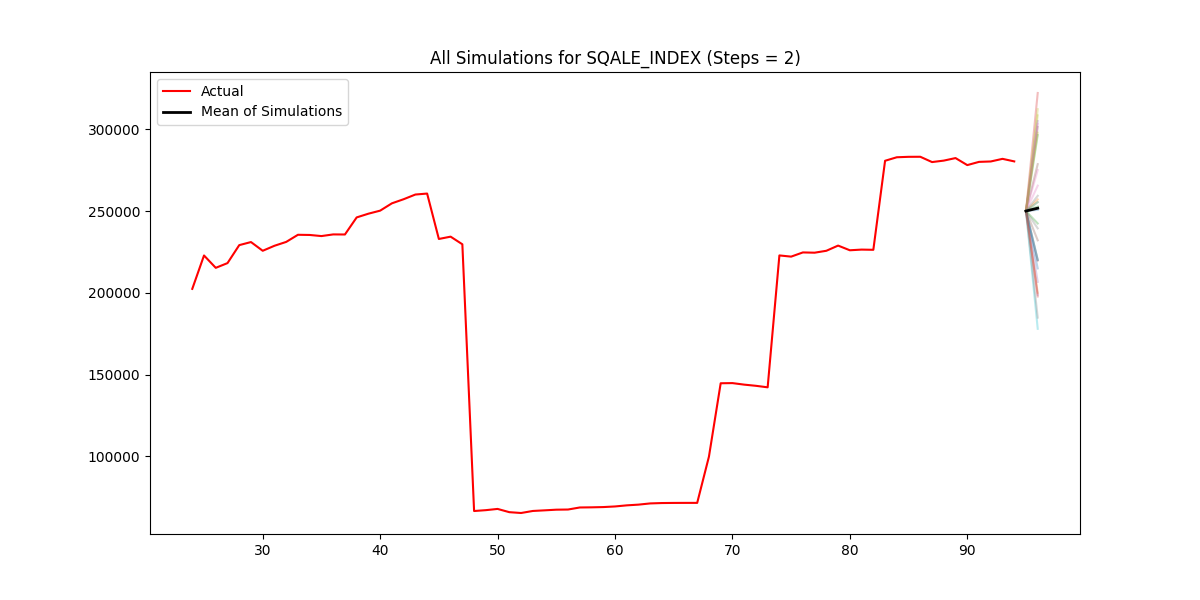 All Simulations for SQALE_INDEX (Steps = 2)
Actual
Mean of Simulations
300000
250000
200000
150000
100000
30 40 50 60 70 80 90